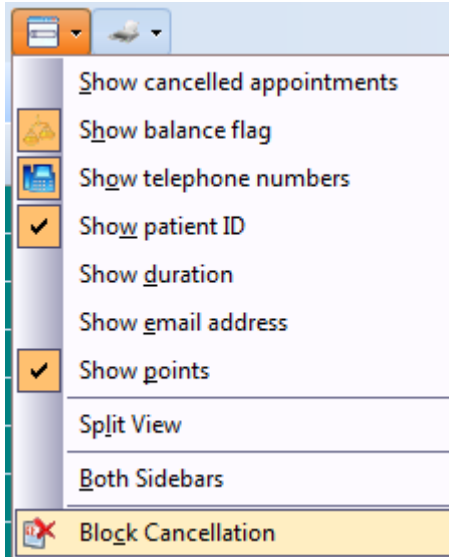 Show cancelled appointments
Show balance flag
Show telephone numbers
Show patient ID
Show duration
Show email address
Show points
Split View
Both Sidebars
Block Cancellation